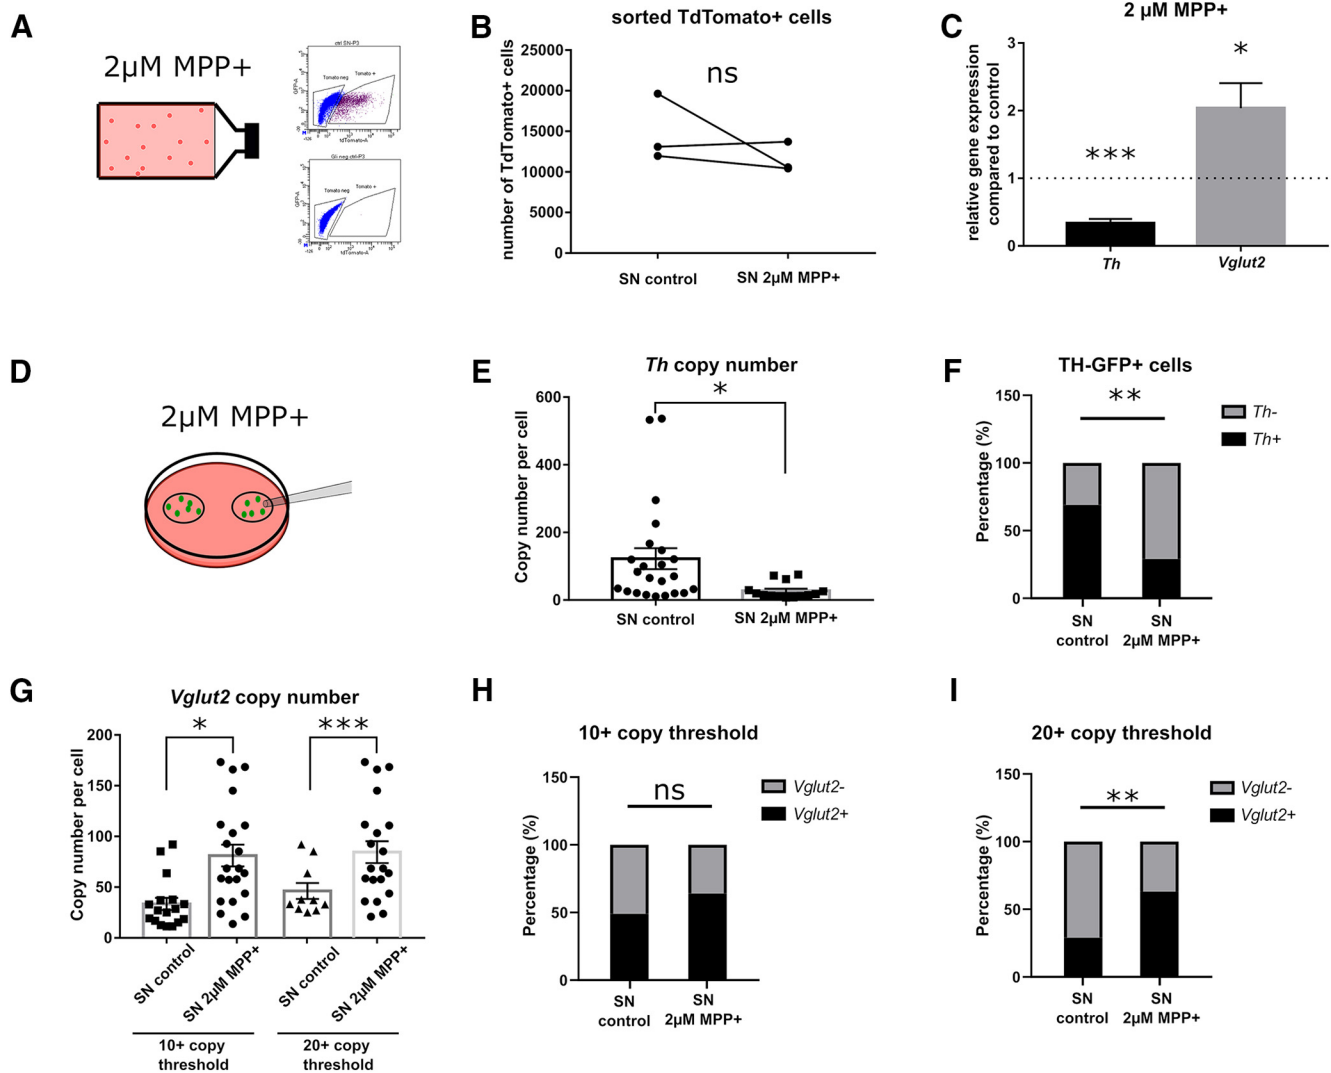 A
2µM MPP+
ctrl SN-P3
Tomato neg
Tomato +
GFP-A
tdTomato-A
Tomato neg
Tomato +
GFP-A
tdTomato-A
B
sorted TdTomato+ cells
number of TdTomato+ cells
25000
20000
15000
10000
5000
0
ns
SN control
SN 2µM MPP+
C
2 µM MPP+
relative gene expression
compared to control
3
2
1
0
***
*
Th
Vglut2
D
2µM MPP+
E
Th copy number
Copy number per cell
600
400
200
0
*
SN control
SN 2µM MPP+
F
TH-GFP+ cells
Percentage (%)
150
100
50
0
**
Th-
Th+
SN
control
SN
2µM MPP+
G
Vglut2 copy number
Copy number per cell
200
150
100
50
0
*
***
SN control
SN 2µM MPP+
SN control
SN 2µM MPP+
10+ copy
threshold
20+ copy
threshold
H
10+ copy threshold
Percentage (%)
150
100
50
0
ns
Vglut2-
Vglut2+
SN
control
SN
2µM MPP+
I
20+ copy threshold
Percentage (%)
150
100
50
0
**
Vglut2-
Vglut2+
SN
control
SN
2µM MPP+